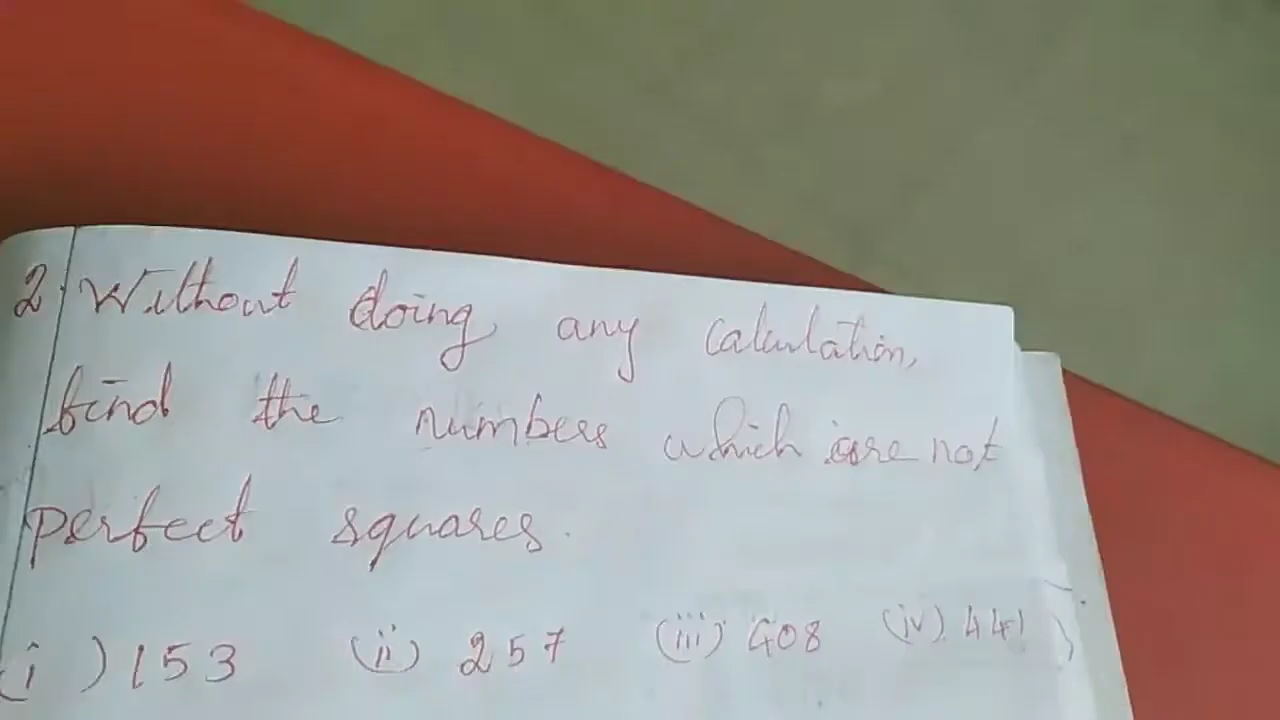 2. Without doing any calculation,
find the numbers which are not
perfect squares.
(i) 153 (ii) 257 (iii) 408 (iv) 441